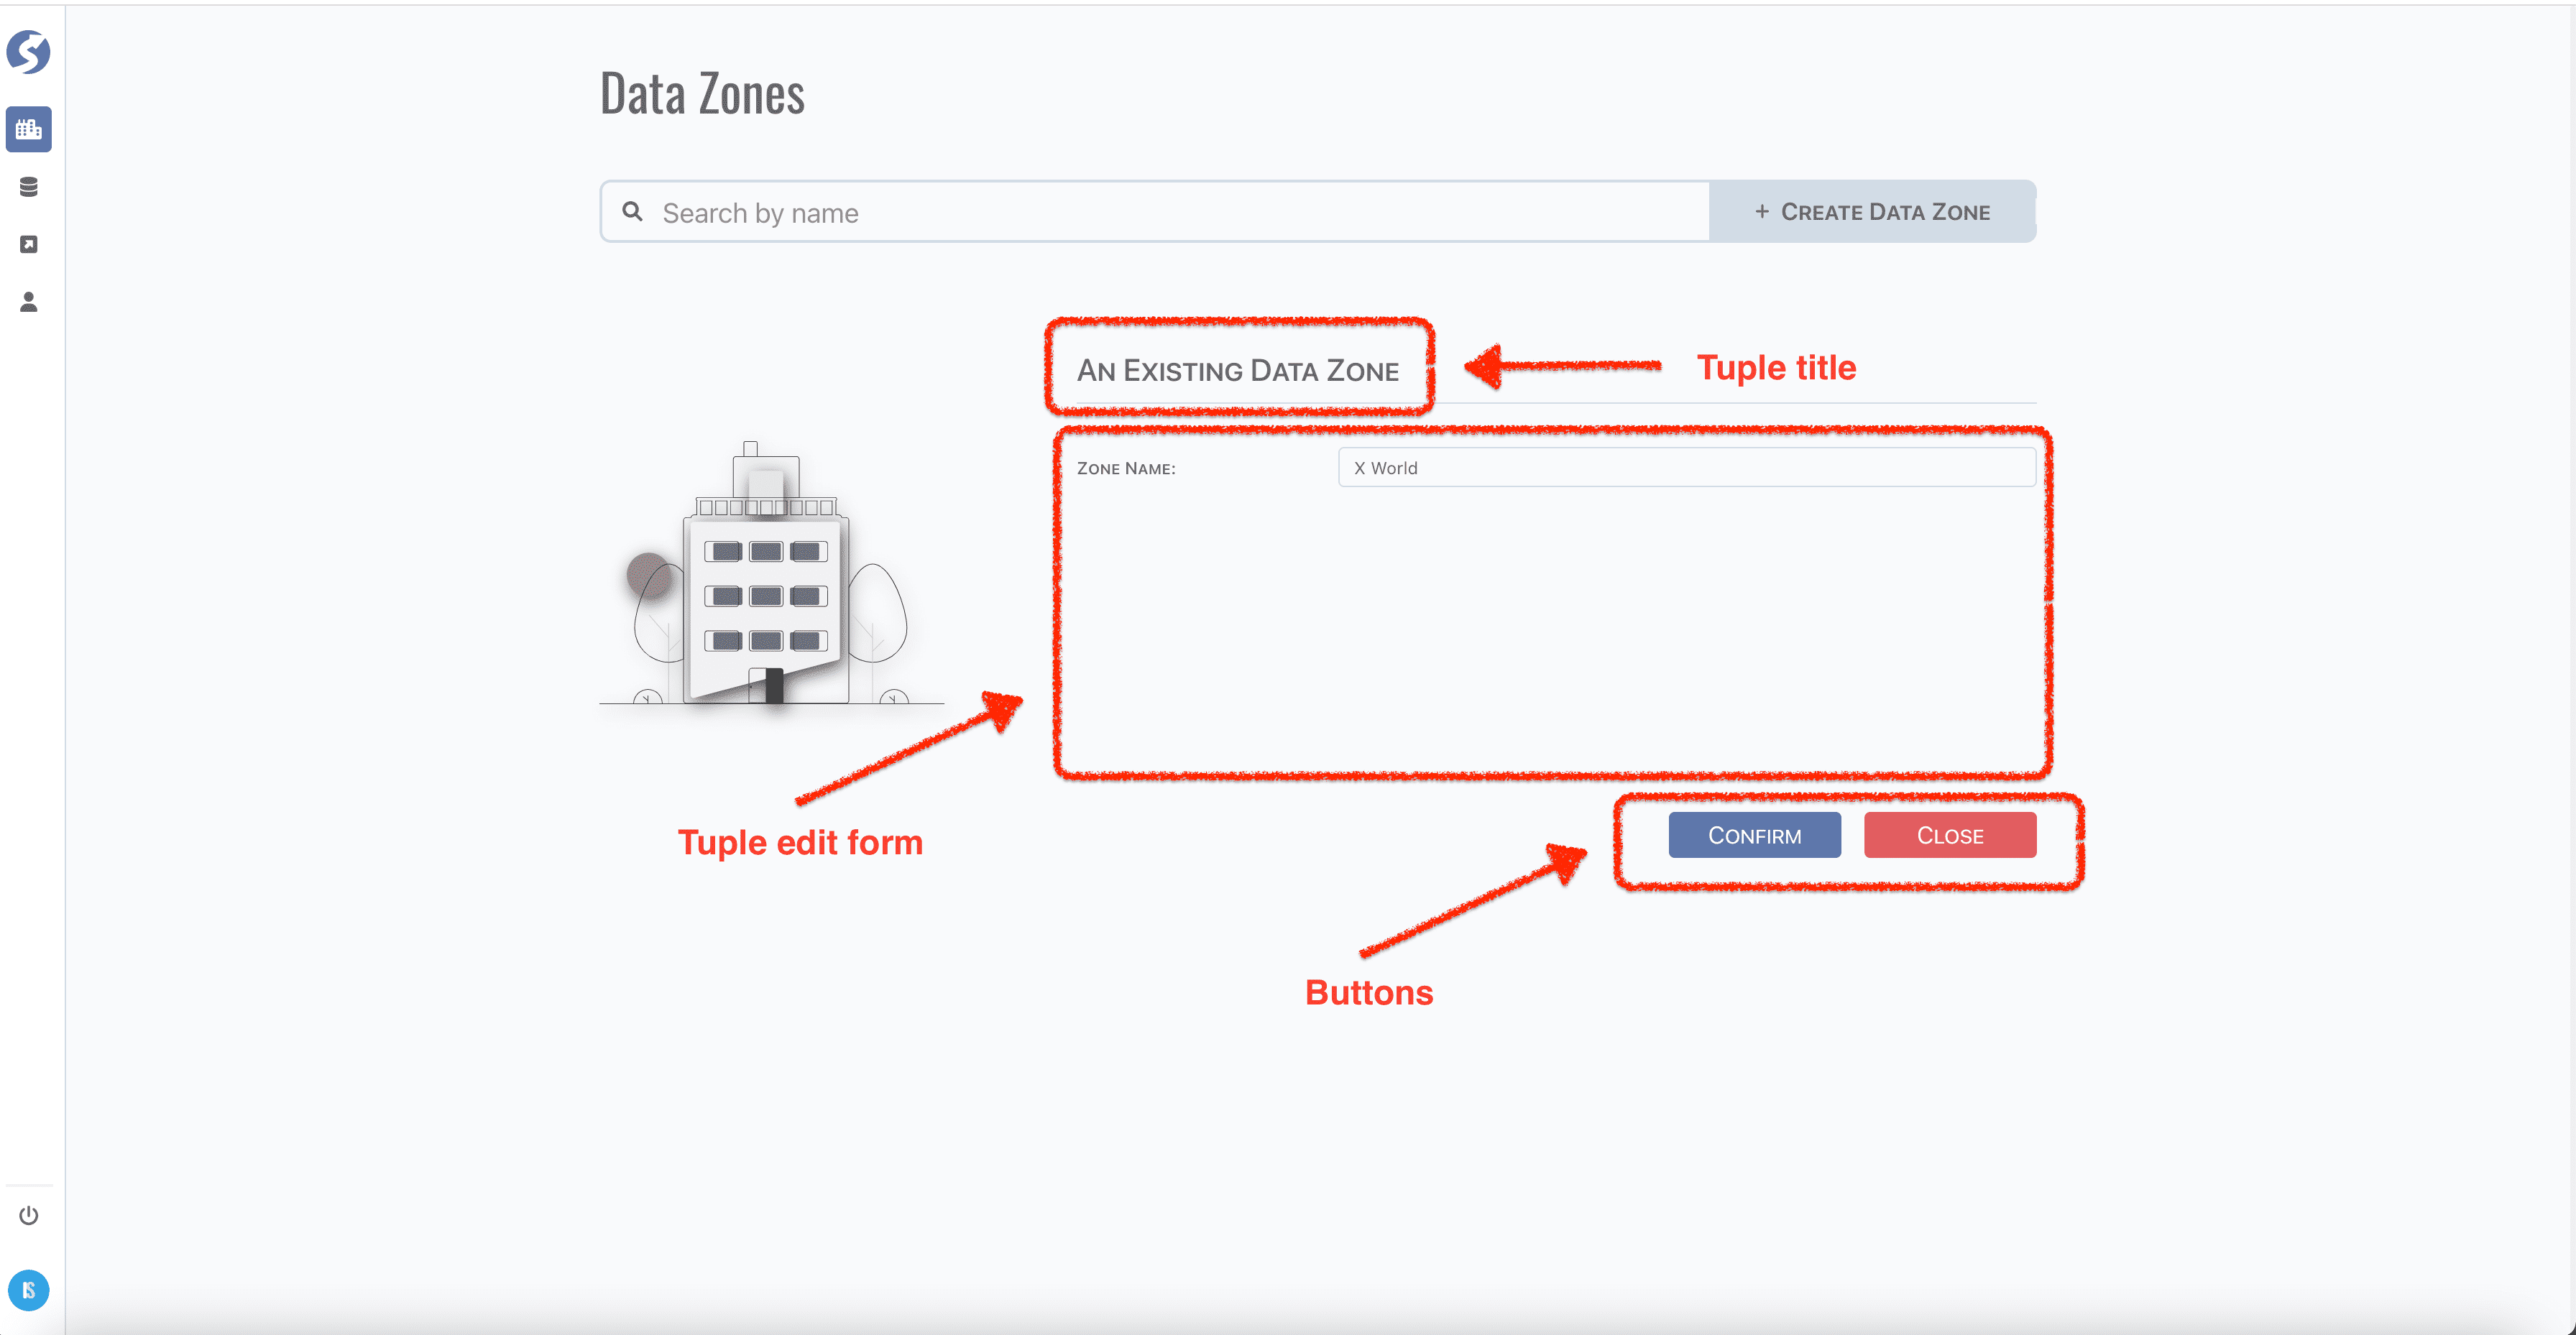 Data Zones
Search by name
+ CREATE DATA ZONE
AN EXISTING DATA ZONE
Tuple title
ZONE NAME:
X World
Tuple edit form
CONFIRM
CLOSE
Buttons
IS